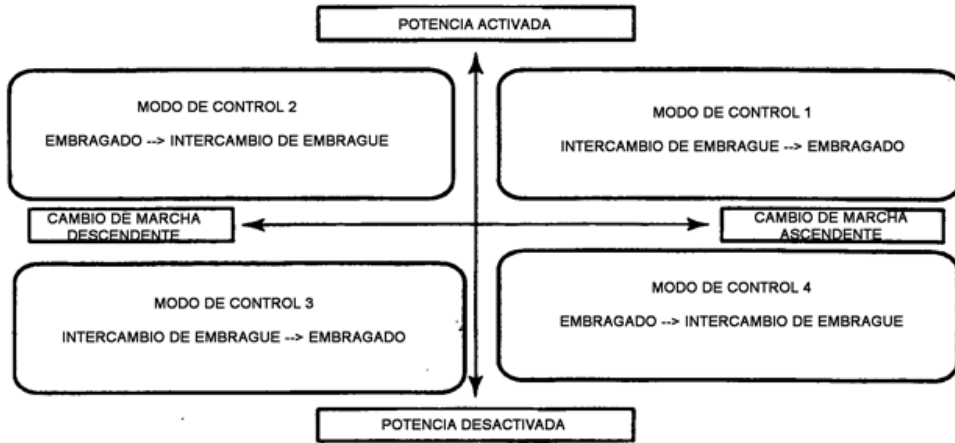 POTENCIA ACTIVADA
MODO DE CONTROL 2
EMBRAGADO --> INTERCAMBIO DE EMBRAGUE
MODO DE CONTROL 1
INTERCAMBIO DE EMBRAGUE --> EMBRAGADO
CAMBIO DE MARCHA
DESCENDENTE
CAMBIO DE MARCHA
ASCENDENTE
MODO DE CONTROL 3
INTERCAMBIO DE EMBRAGUE --> EMBRAGADO
MODO DE CONTROL 4
EMBRAGADO --> INTERCAMBIO DE EMBRAGUE
POTENCIA DESACTIVADA